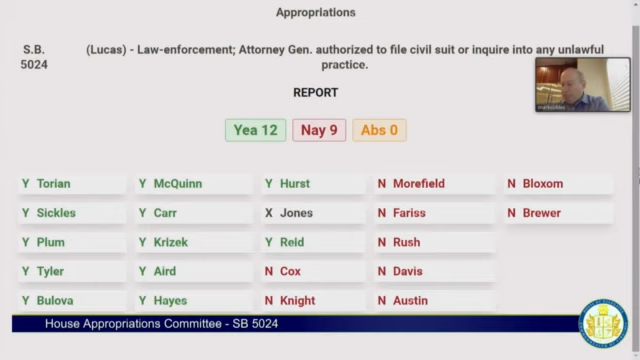 Appropriations
S.B. 5024
(Lucas) - Law-enforcement; Attorney Gen. authorized to file civil suit or inquire into any unlawful practice.
REPORT
Yea 12 Nay 9 Abs 0
Y Torian Y McQuinn Y Hurst N Morefield N Bloxom
Y Sickles Y Carr X Jones N Fariss N Brewer
Y Plum Y Krizek Y Reid N Rush
Y Tyler Y Aird N Cox N Davis
Y Bulova Y Hayes N Knight N Austin
House Appropriations Committee - SB 5024